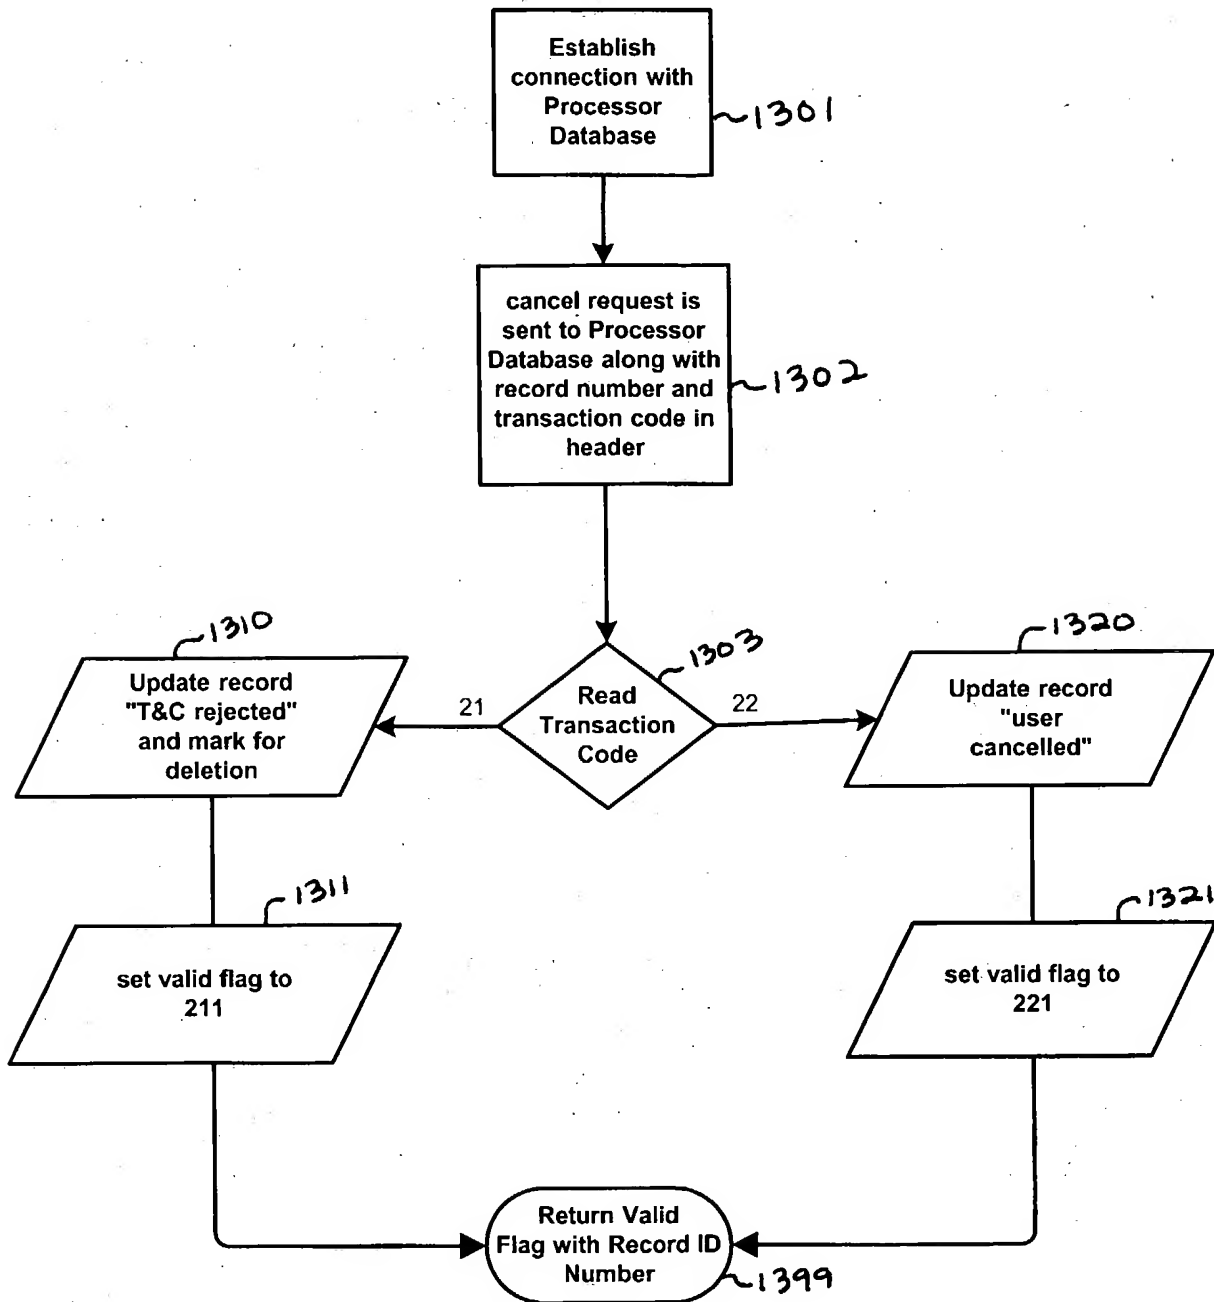 Establish
connection with
Processor
Database
1301
cancel request is
sent to Processor
Database along with
record number and
transaction code in
header
1302
1310
Update record
"T&C rejected"
and mark for
deletion
21
1303
Read
Transaction
Code
22
1320
Update record
"user
cancelled"
1311
set valid flag to
211
1321
set valid flag to
221
Return Valid
Flag with Record ID
Number
1399